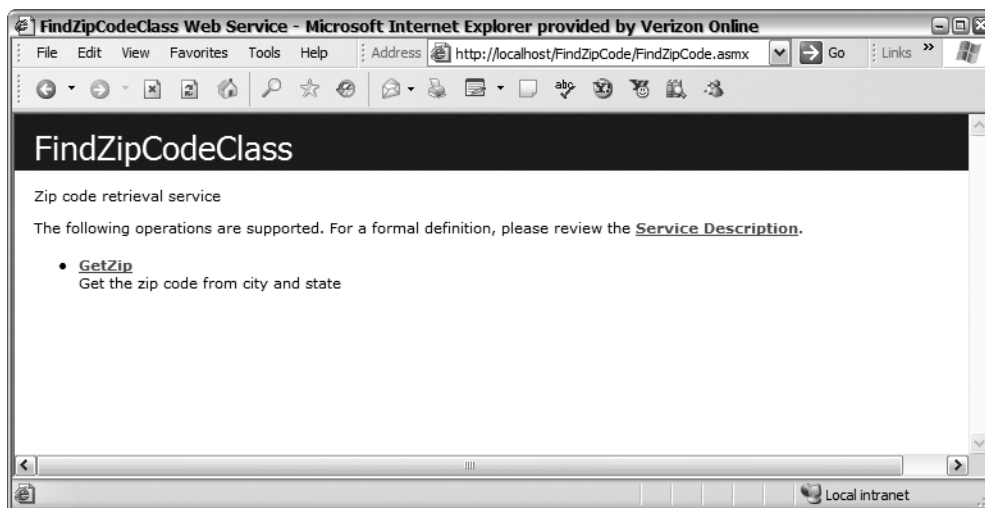 FindZipCodeClass Web Service - Microsoft Internet Explorer provided by Verizon Online
File Edit View Favorites Tools Help Address http://localhost/FindZipCode/FindZipCode.asmx Go Links »
abc
FindZipCodeClass
Zip code retrieval service
The following operations are supported. For a formal definition, please review the Service Description.
• GetZip
Get the zip code from city and state
Local intranet